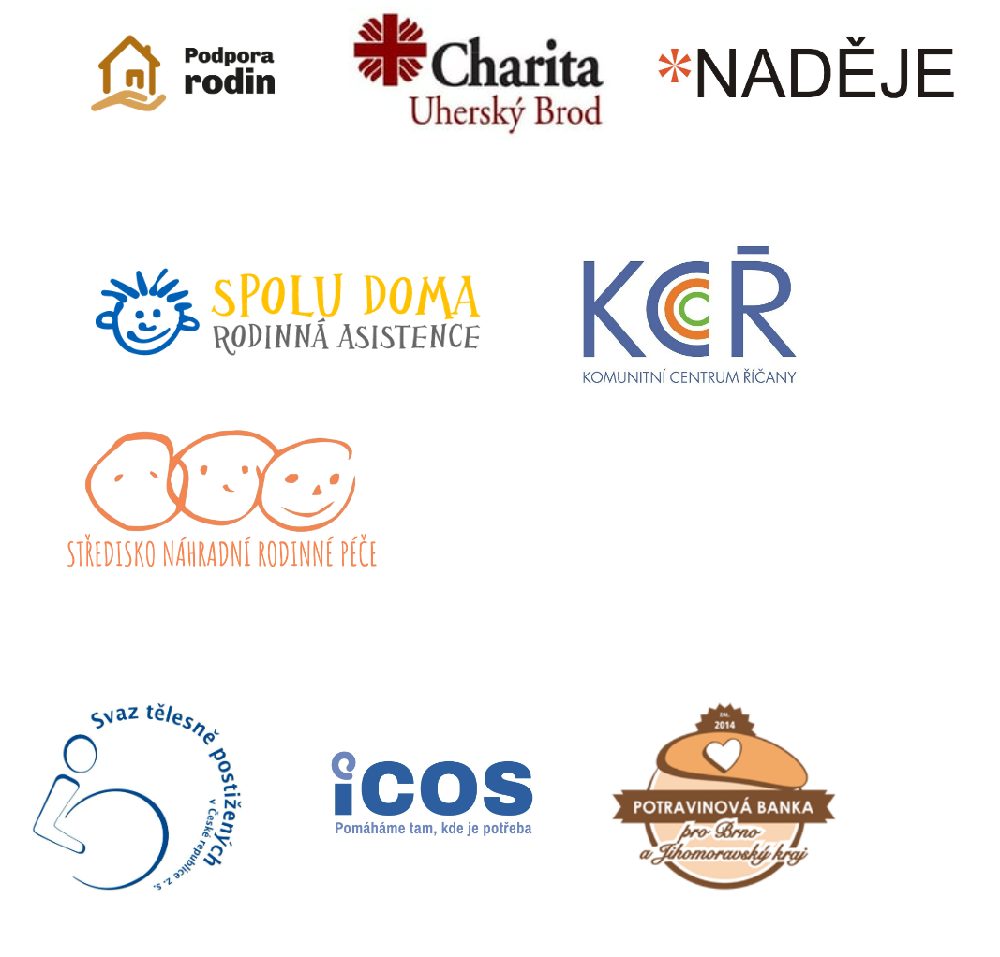 Podpora
rodin
Charita
Uherský Brod
*NADĚJE
SPOLU DOMA
RODINNÁ ASISTENCE
KCŘ
KOMUNITNÍ CENTRUM ŘÍČANY
STŘEDISKO NÁHRADNÍ RODINNÉ PÉČE
Svaz tělesně postižených
v České republice z. s.
icos
Pomáháme tam, kde je potřeba
ZAL.
2014
POTRAVINOVÁ BANKA
pro Brno
a Jihomoravský kraj